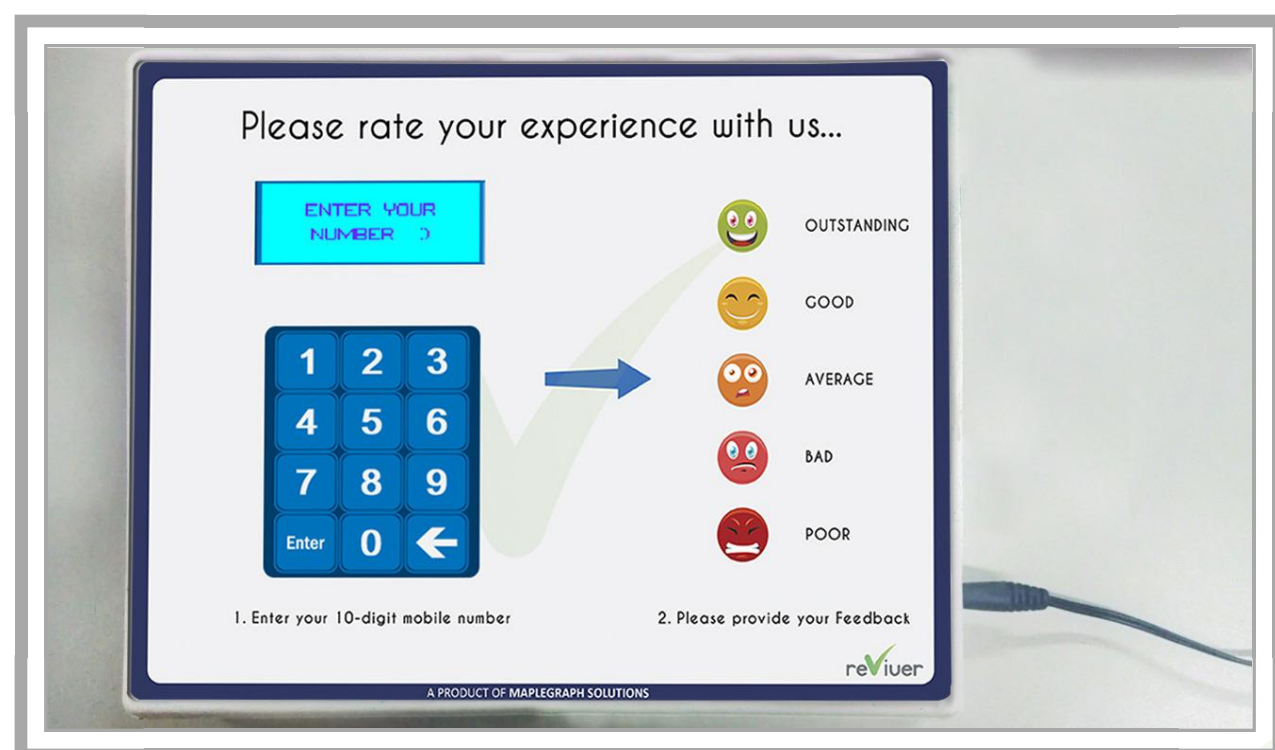 Please rate your experience with us...
ENTER YOUR
NUMBER :)
1 2 3
4 5 6
7 8 9
Enter 0
OUTSTANDING
GOOD
AVERAGE
BAD
POOR
1. Enter your 10-digit mobile number
2. Please provide your Feedback
reViuer
A PRODUCT OF MAPLEGRAPH SOLUTIONS